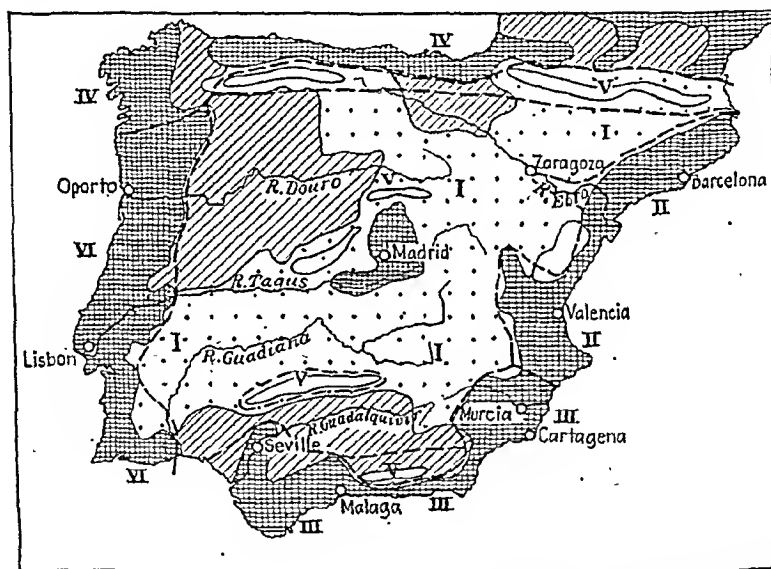 IV
IV
V
I
Zaragoza
Oporto
R. Douro
V
I
R. Ebro
Barcelona
II
VI
Madrid
R. Tagus
Valencia
II
Lisbon
I
R. Guadiana
I
V
Murcia
III
R. Guadalquivir
Seville
Cartagena
VI
V
Malaga
III
III